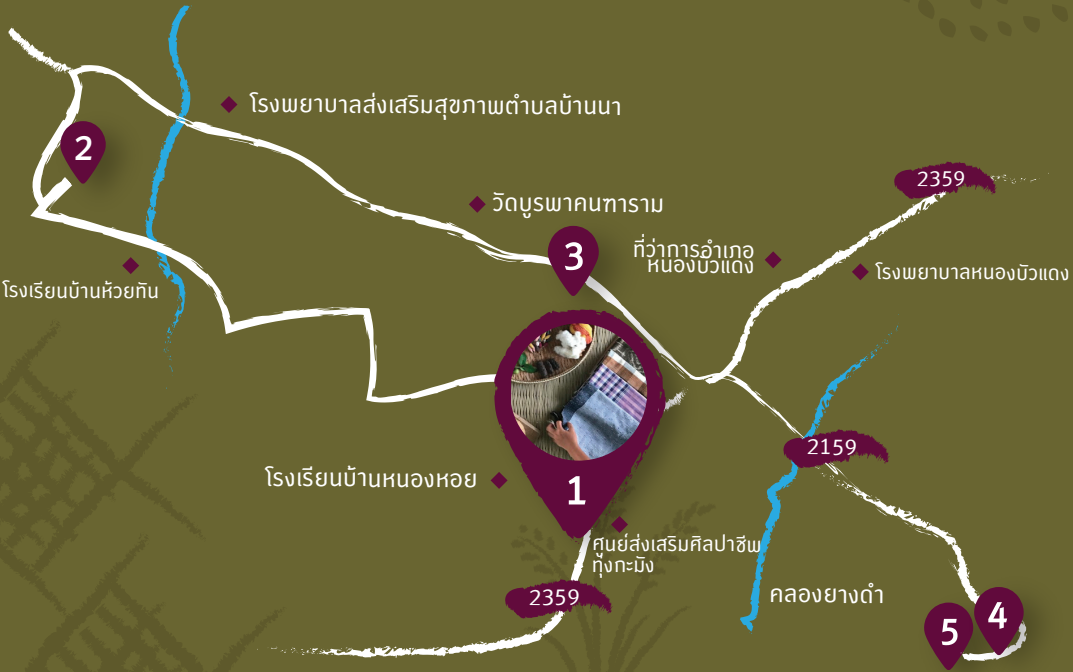 โรงพยาบาลส่งเสริมสุขภาพตำบลบ้านนา
2
2359
วัดบูรพาคนฑาราม
3
ที่ว่าการอำเภอ
หนองบัวแดง
โรงพยาบาลหนองบัวแดง
โรงเรียนบ้านห้วยทัน
2159
โรงเรียนบ้านหนองหอย
1
ศูนย์ส่งเสริมศิลปาชีพ
ทุ่งกะมัง
2359
คลองยางดำ
4
5